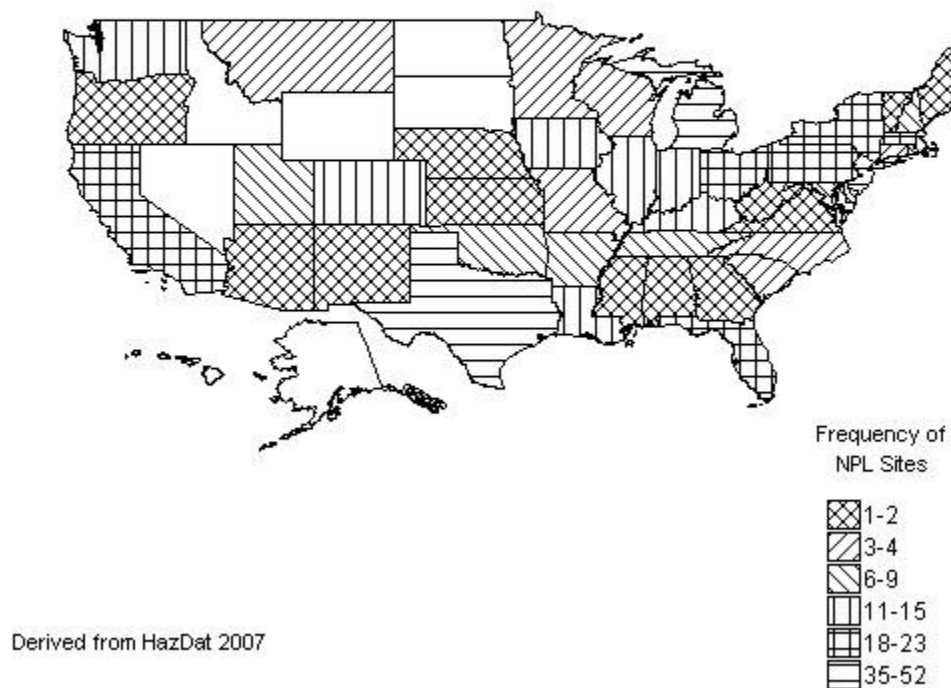 Frequency of
NPL Sites
1-2
3-4
6-9
11-15
18-23
35-52
Derived from HazDat 2007